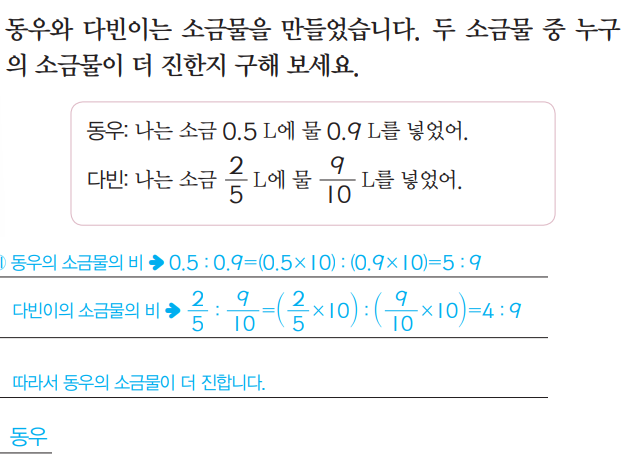 동우와 다빈이는 소금물을 만들었습니다. 두 소금물 중 누구
의 소금물이 더 진한지 구해 보세요.
동우: 나는 소금 0.5 L에 물 0.9 L를 넣었어.
다빈: 나는 소금 2/5 L에 물 9/10 L를 넣었어.
동우의 소금물의 비 ➔ 0.5 : 0.9=(0.5×10) : (0.9×10)=5 : 9
다빈이의 소금물의 비 ➔ 2/5 : 9/10=(2/5×10) : (9/10×10)=4 : 9
따라서 동우의 소금물이 더 진합니다.
동우